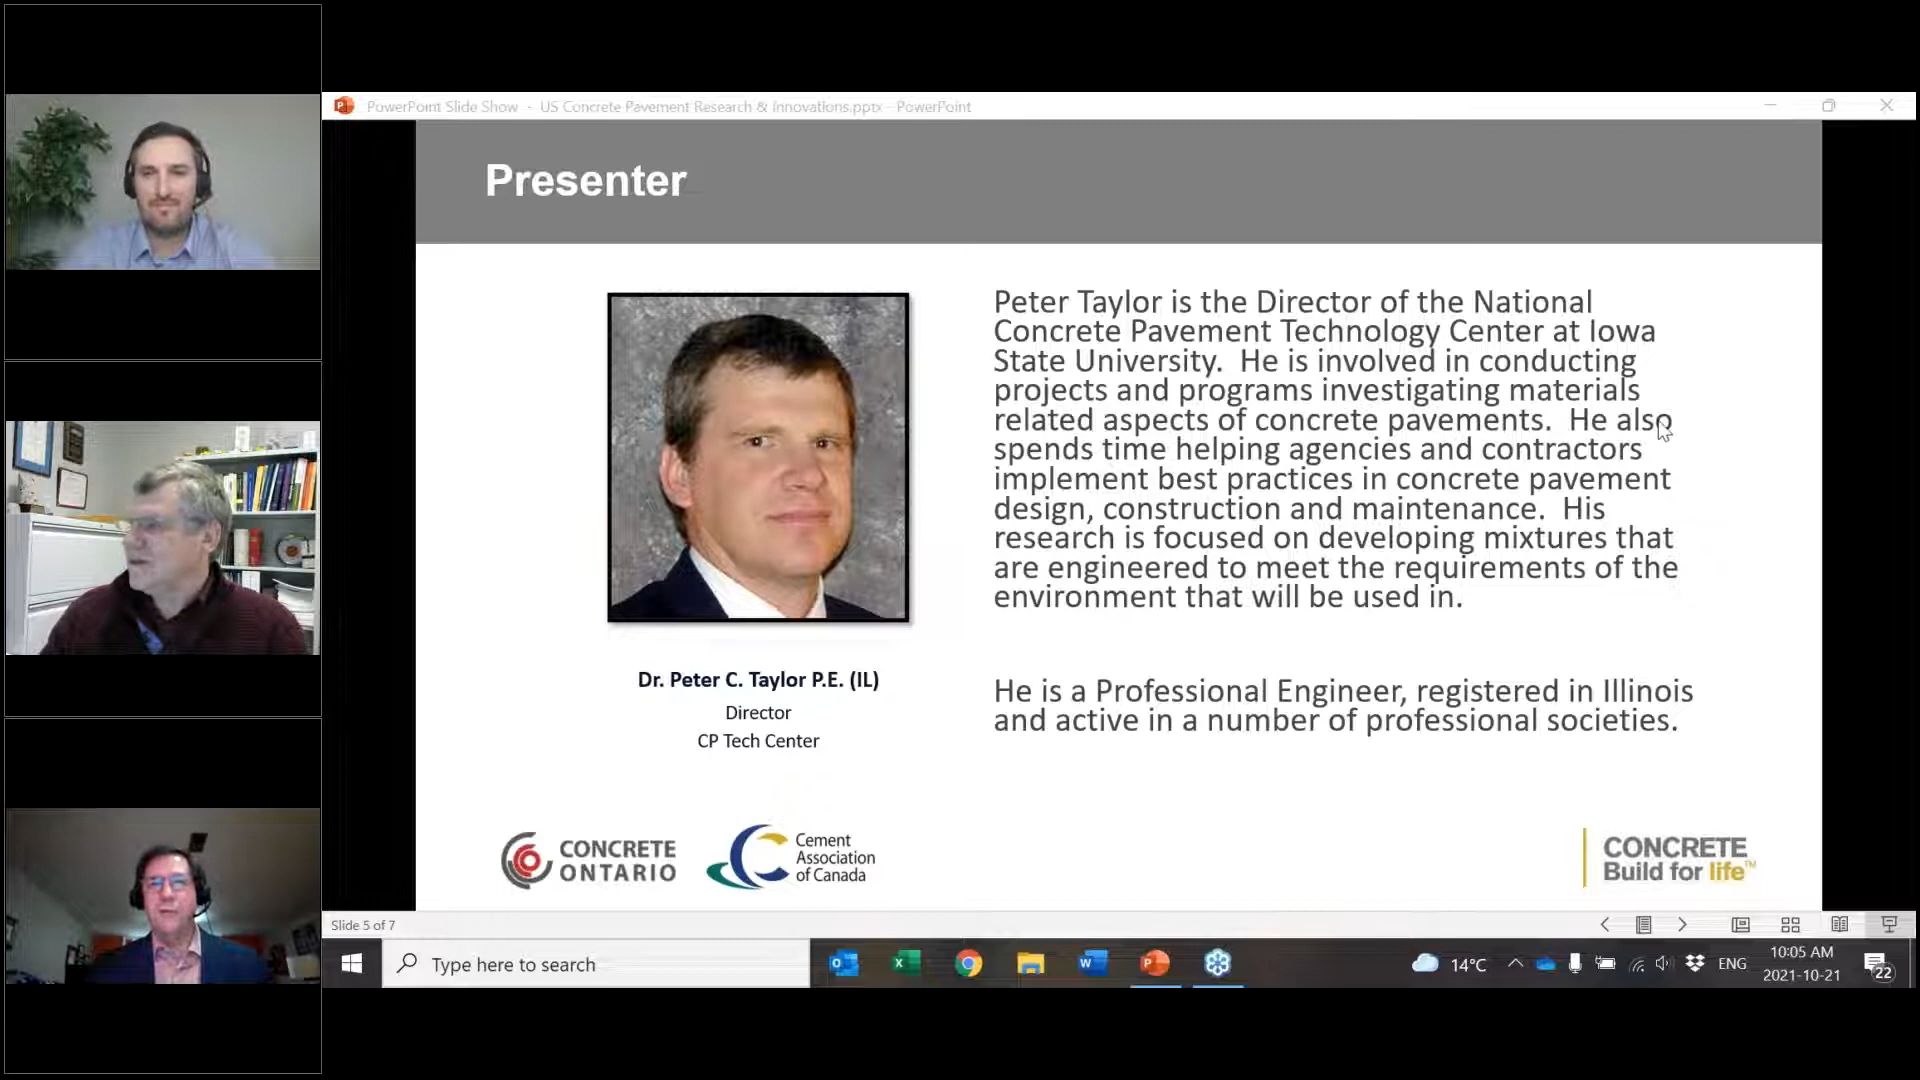 PowerPoint Slide Show - US Concrete Pavement Research & Innovations.pptx - PowerPoint
Presenter
Peter Taylor is the Director of the National
Concrete Pavement Technology Center at Iowa
State University. He is involved in conducting
projects and programs investigating materials
related aspects of concrete pavements. He also
spends time helping agencies and contractors
implement best practices in concrete pavement
design, construction and maintenance. His
research is focused on developing mixtures that
are engineered to meet the requirements of the
environment that will be used in.
He is a Professional Engineer, registered in Illinois
and active in a number of professional societies.
Dr. Peter C. Taylor P.E. (IL)
Director
CP Tech Center
CONCRETE
ONTARIO
Cement
Association
of Canada
CONCRETE
Build for life™
Slide 5 of 7
Type here to search
14°C
ENG
10:05 AM
2021-10-21
22